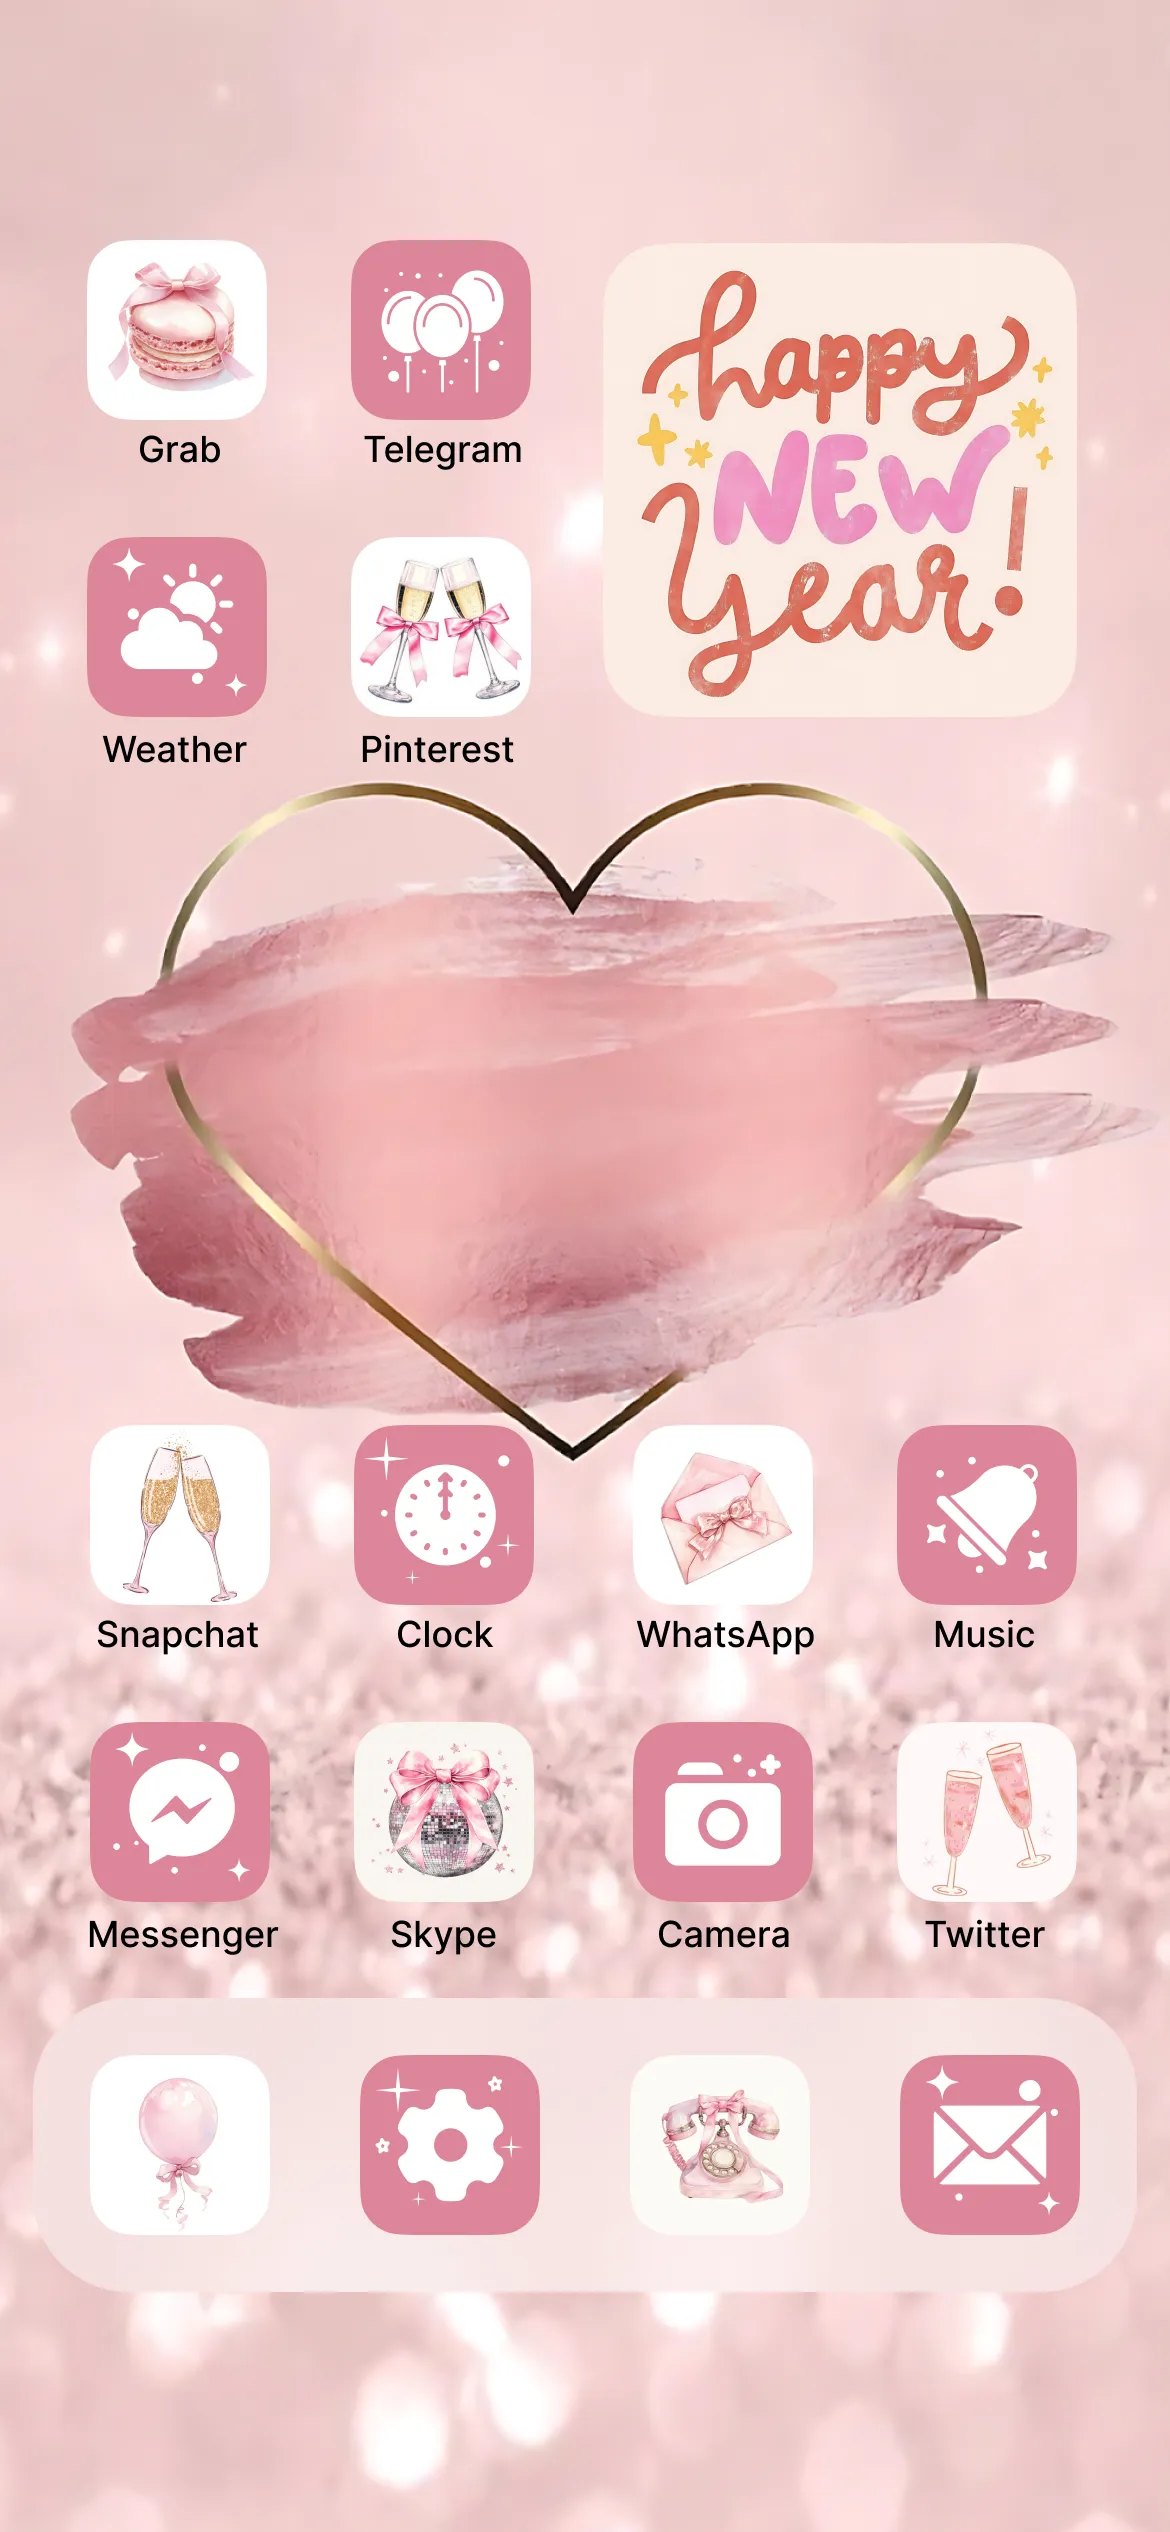 Grab
Telegram
happy
NEW
year!
Weather
Pinterest
Snapchat
Clock
WhatsApp
Music
Messenger
Skype
Camera
Twitter